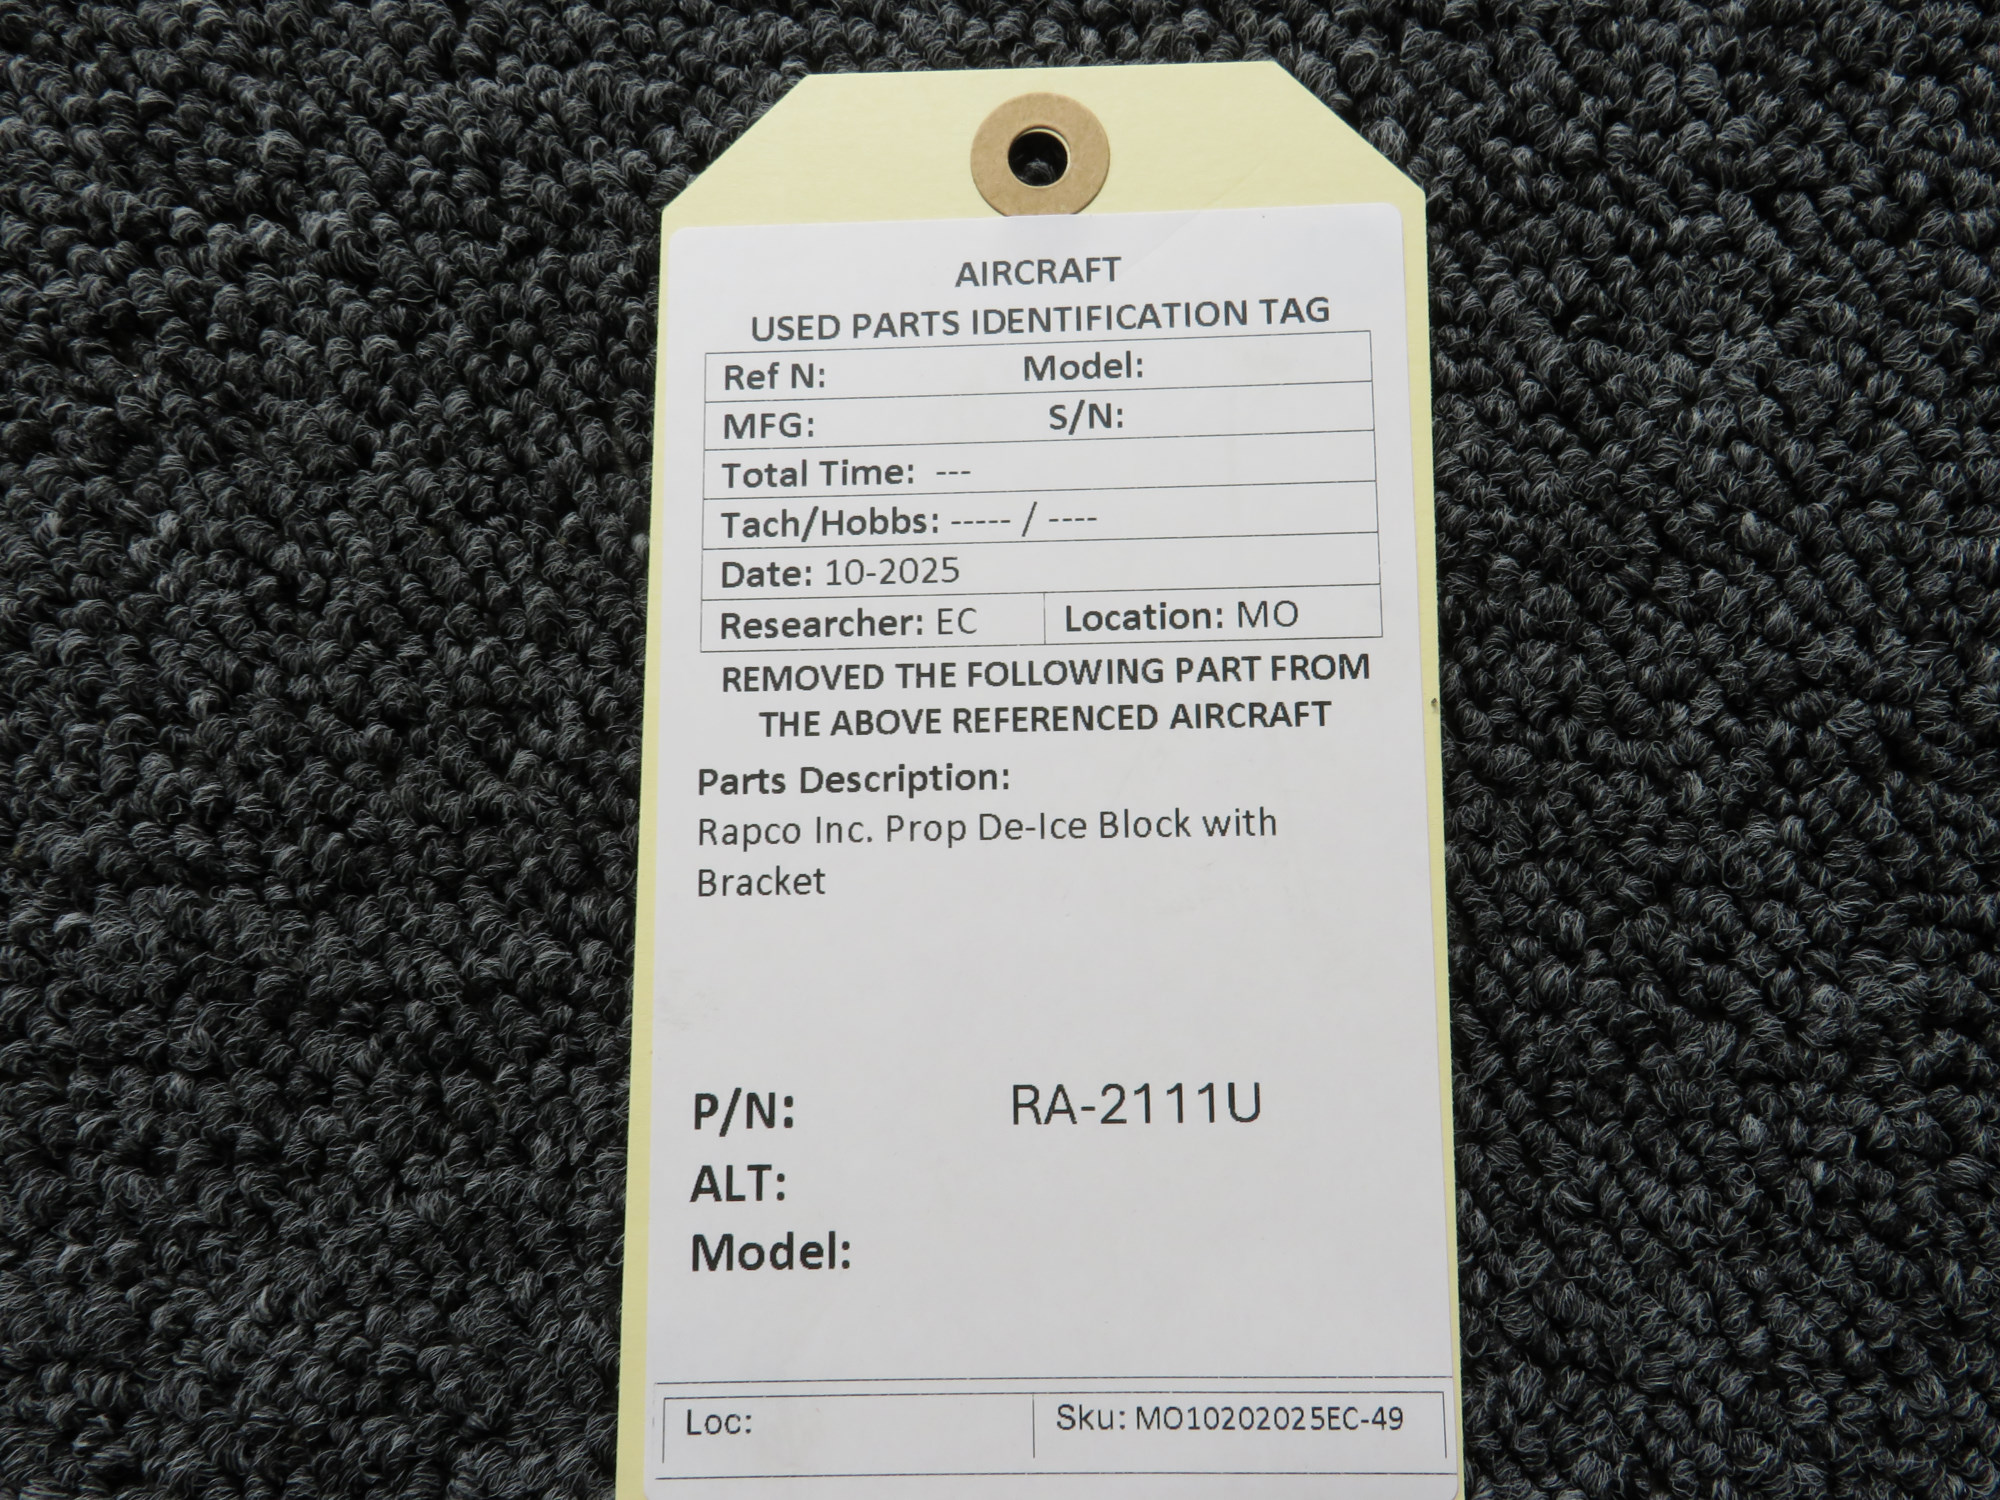 AIRCRAFT
USED PARTS IDENTIFICATION TAG
Ref N: Model:
MFG: S/N:
Total Time: ---
Tach/Hobbs: ----- / ----
Date: 10-2025
Researcher: EC Location: MO
REMOVED THE FOLLOWING PART FROM
THE ABOVE REFERENCED AIRCRAFT
Parts Description:
Rapco Inc. Prop De-Ice Block with
Bracket
P/N: RA-2111U
ALT:
Model:
Loc: Sku: MO10202025EC-49